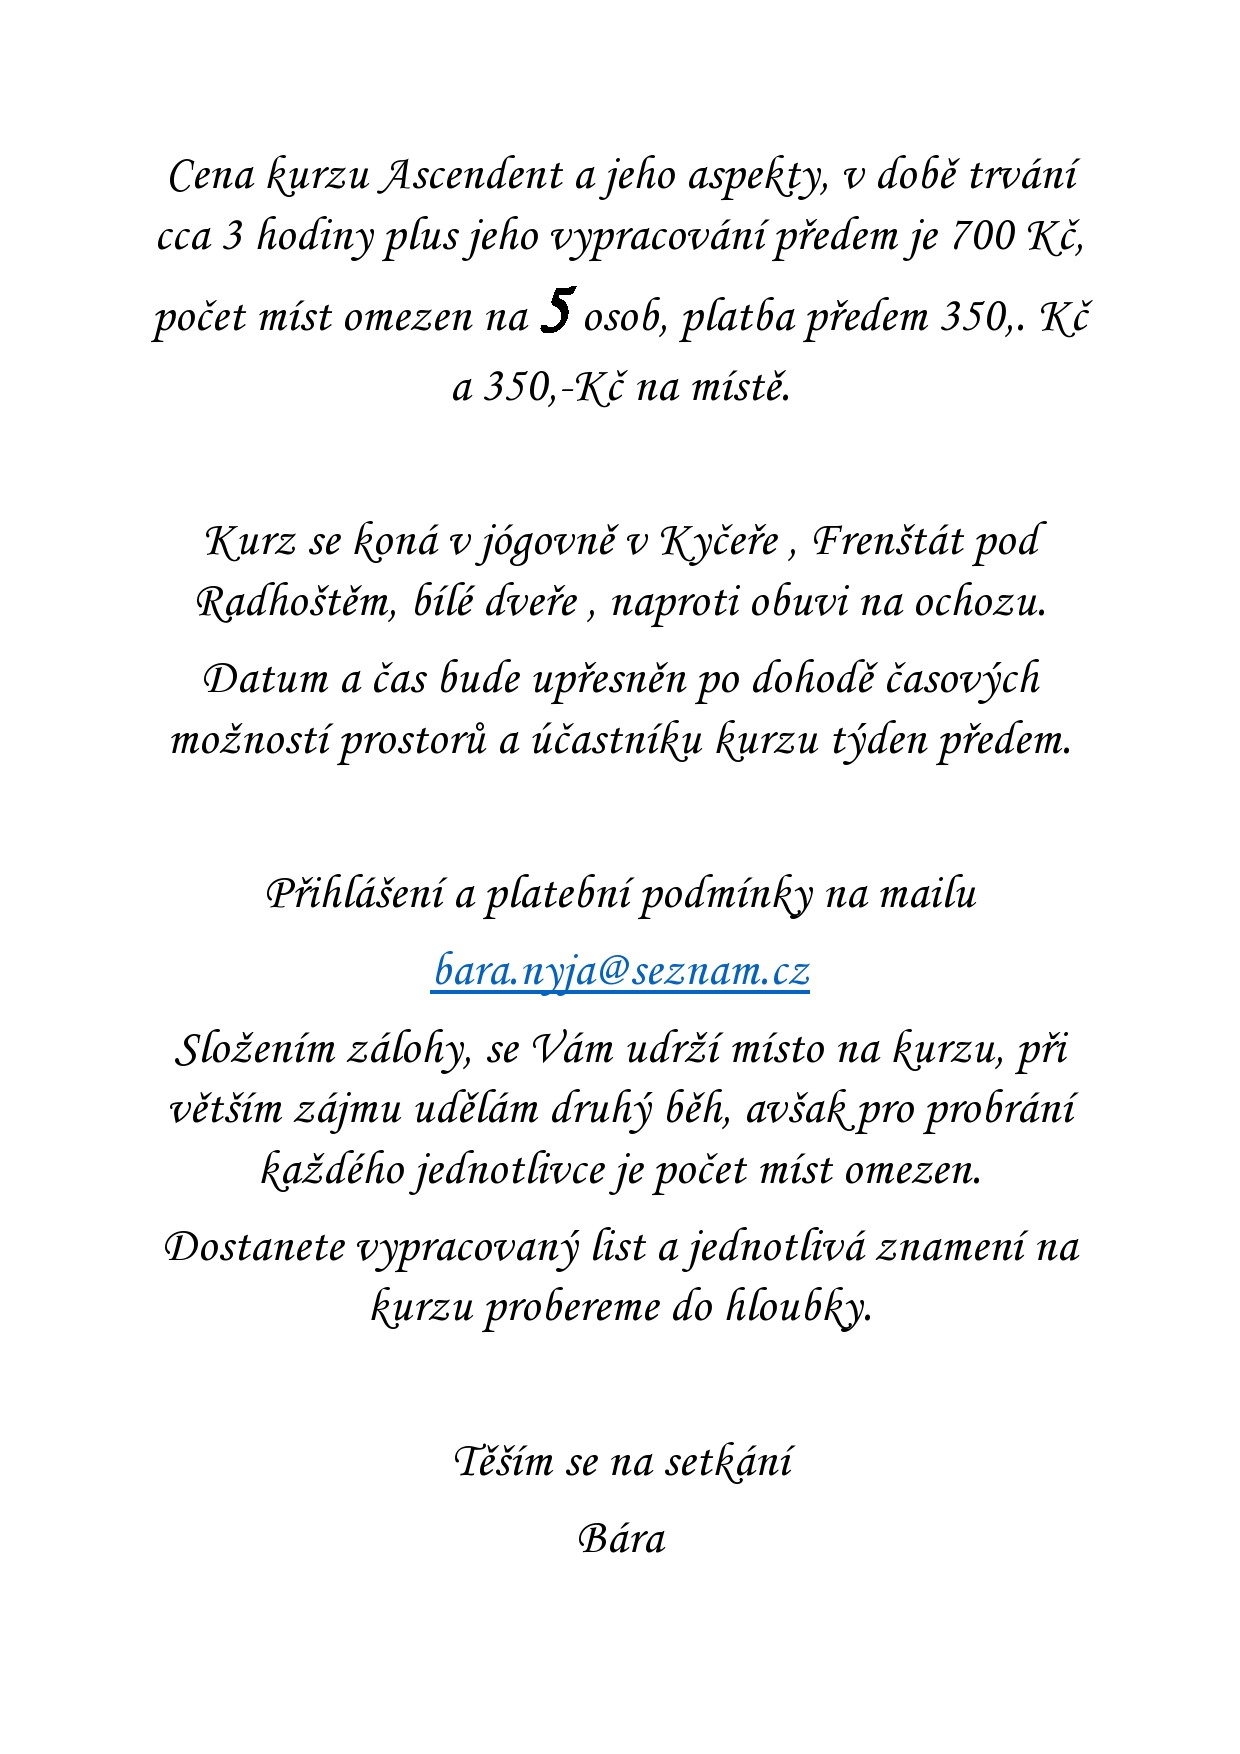 Cena kurzu Ascendent a jeho aspekty, v době trvání
cca 3 hodiny plus jeho vypracování předem je 700 Kč,
počet míst omezen na 5 osob, platba předem 350,. Kč
a 350,-Kč na místě.
Kurz se koná v jógovně v Kyčeře , Frenštát pod
Radhoštěm, bílé dveře , naproti obuvi na ochozu.
Datum a čas bude upřesněn po dohodě časových
možností prostorů a účastníku kurzu týden předem.
Přihlášení a platební podmínky na mailu
bara.nyja@seznam.cz
Složením zálohy, se Vám udrží místo na kurzu, při
větším zájmu udělám druhý běh, avšak pro probrání
každého jednotlivce je počet míst omezen.
Dostanete vypracovaný list a jednotlivá znamení na
kurzu probereme do hloubky.
Těším se na setkání
Bára